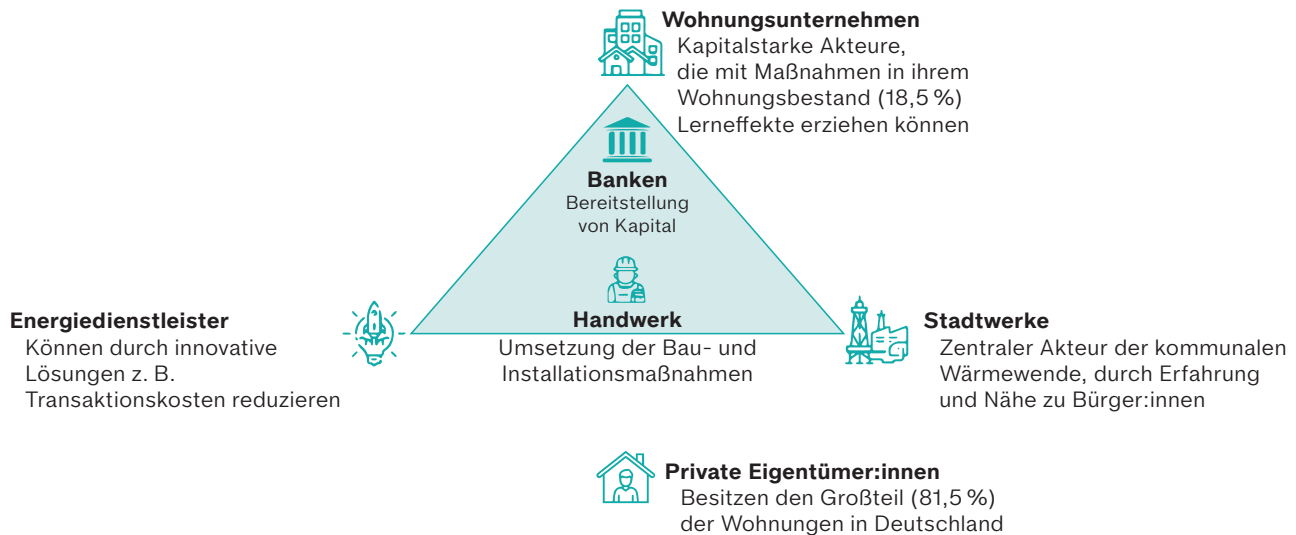 Wohnungsunternehmen
Kapitalstarke Akteure,
die mit Maßnahmen in ihrem
Wohnungsbestand (18,5 %)
Lerneffekte erziehen können
Banken
Bereitstellung
von Kapital
Handwerk
Umsetzung der Bau- und
Installationsmaßnahmen
Energiedienstleister
Können durch innovative
Lösungen z. B.
Transaktionskosten reduzieren
Stadtwerke
Zentraler Akteur der kommunalen
Wärmewende, durch Erfahrung
und Nähe zu Bürger:innen
Private Eigentümer:innen
Besitzen den Großteil (81,5 %)
der Wohnungen in Deutschland